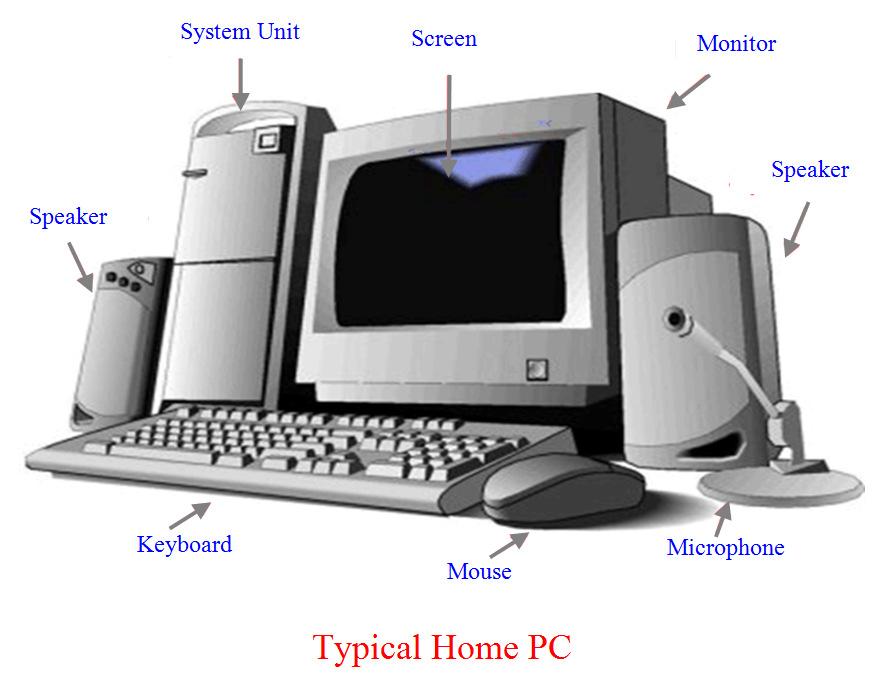 System Unit
Screen
Monitor
Speaker
Speaker
Keyboard
Mouse
Microphone
Typical Home PC